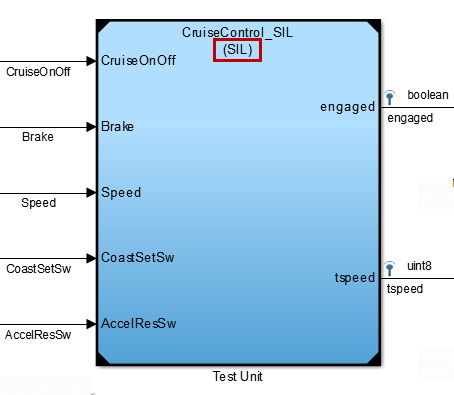 CruiseControl_SIL
(SIL)
CruiseOnOff
CruiseOnOff
engaged
boolean
engaged
Brake
Brake
Speed
Speed
CoastSetSw
CoastSetSw
tspeed
uint8
tspeed
AccelResSw
AccelResSw
Test Unit